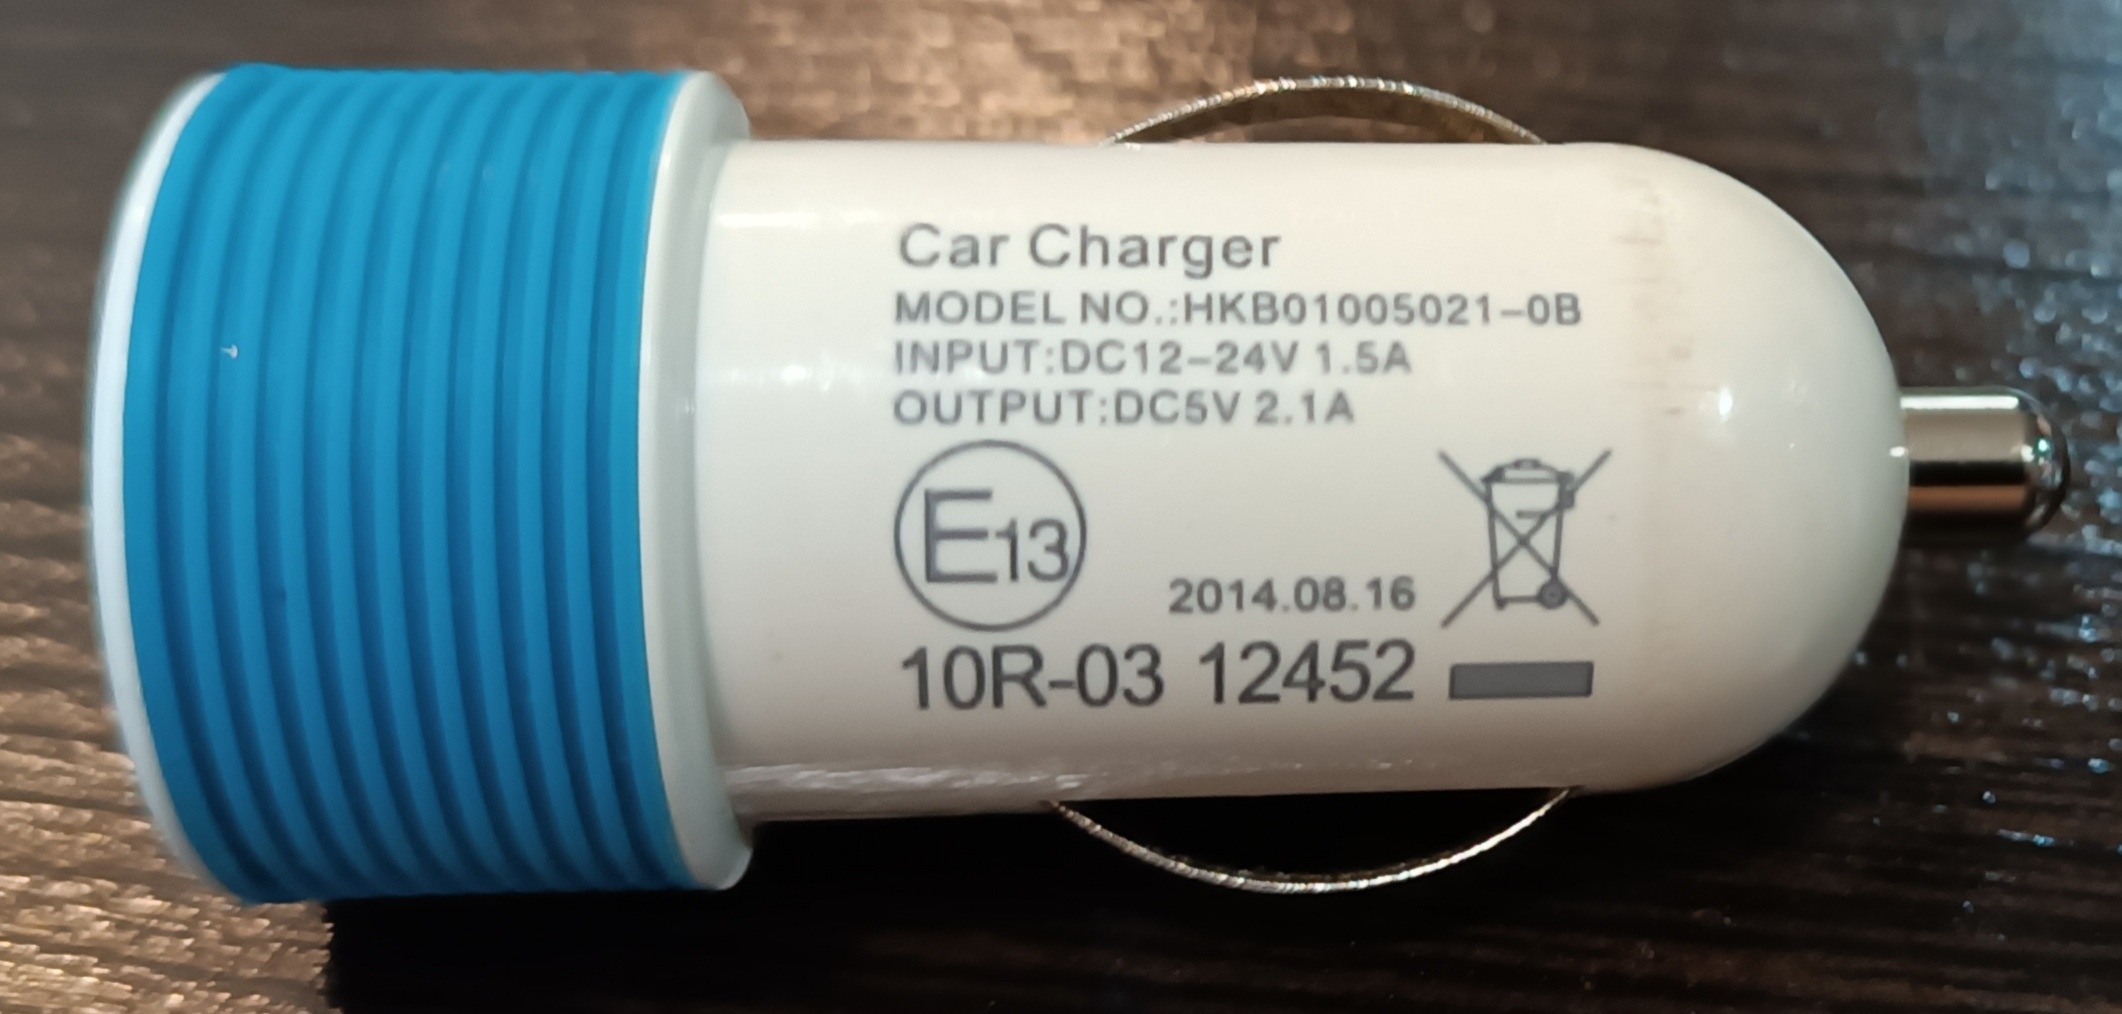 Car Charger
MODEL NO.:HKB01005021-0B
INPUT:DC12-24V 1.5A
OUTPUT:DC5V 2.1A
E13
2014.08.16
10R-03 12452